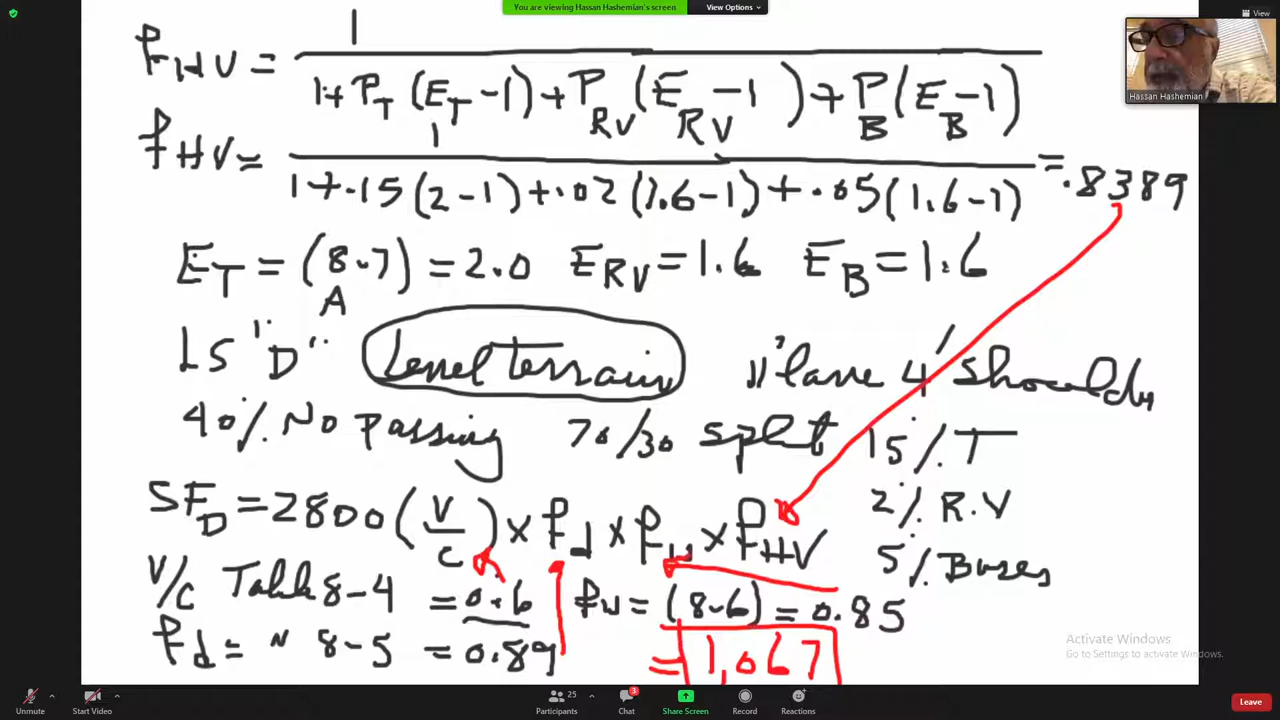 You are viewing Hassan Hashemian's screen
View Options
View
Hassan Hashemian
fHV = 1
1+ PT (ET -1) + PRV (ERV -1) + PB (EB -1)
fHV = 1 = .8389
1+.15(2-1)+.02(1.6-1)+.05(1.6-1)
ET = (8-7) = 2.0 ERV = 1.6 EB = 1.6
A
LS "D" Level terrain 11' lane 4' should
40% No Passing 70/30 split 15% T
SFD = 2800 (V/C) × fd × fw × fHV 2% R.V
5% Buses
V/C Table 8-4 = 0.6 fw = (8-6) = 0.85
fd = " 8-5 = 0.89 = 1,067
Activate Windows
Go to Settings to activate Windows.
Unmute
Start Video
25
Participants
3
Chat
Share Screen
Record
Reactions
Leave